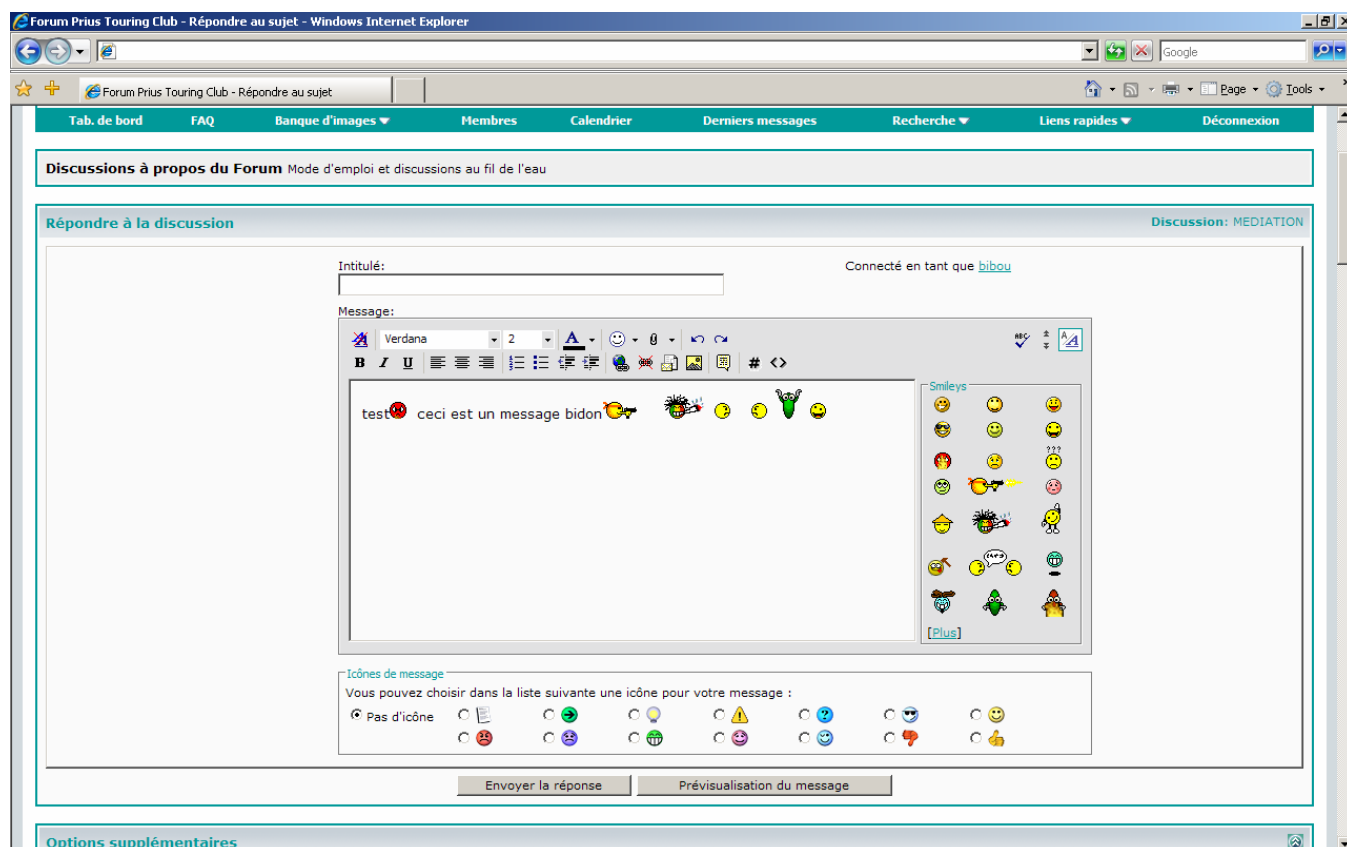 Forum Prius Touring Club - Répondre au sujet - Windows Internet Explorer
Google
Forum Prius Touring Club - Répondre au sujet
Page
Tools
Tab. de bord FAQ Banque d'images Membres Calendrier Derniers messages Recherche Liens rapides Déconnexion
Discussions à propos du Forum Mode d'emploi et discussions au fil de l'eau
Répondre à la discussion
Discussion: MEDIATION
Intitulé:
Connecté en tant que bibou
Message:
Verdana 2 A
ABC
A/A
B I U # <>
test ceci est un message bidon
Smileys
???
[Plus]
Icônes de message
Vous pouvez choisir dans la liste suivante une icône pour votre message :
Pas d'icône
Envoyer la réponse Prévisualisation du message
Options supplémentaires